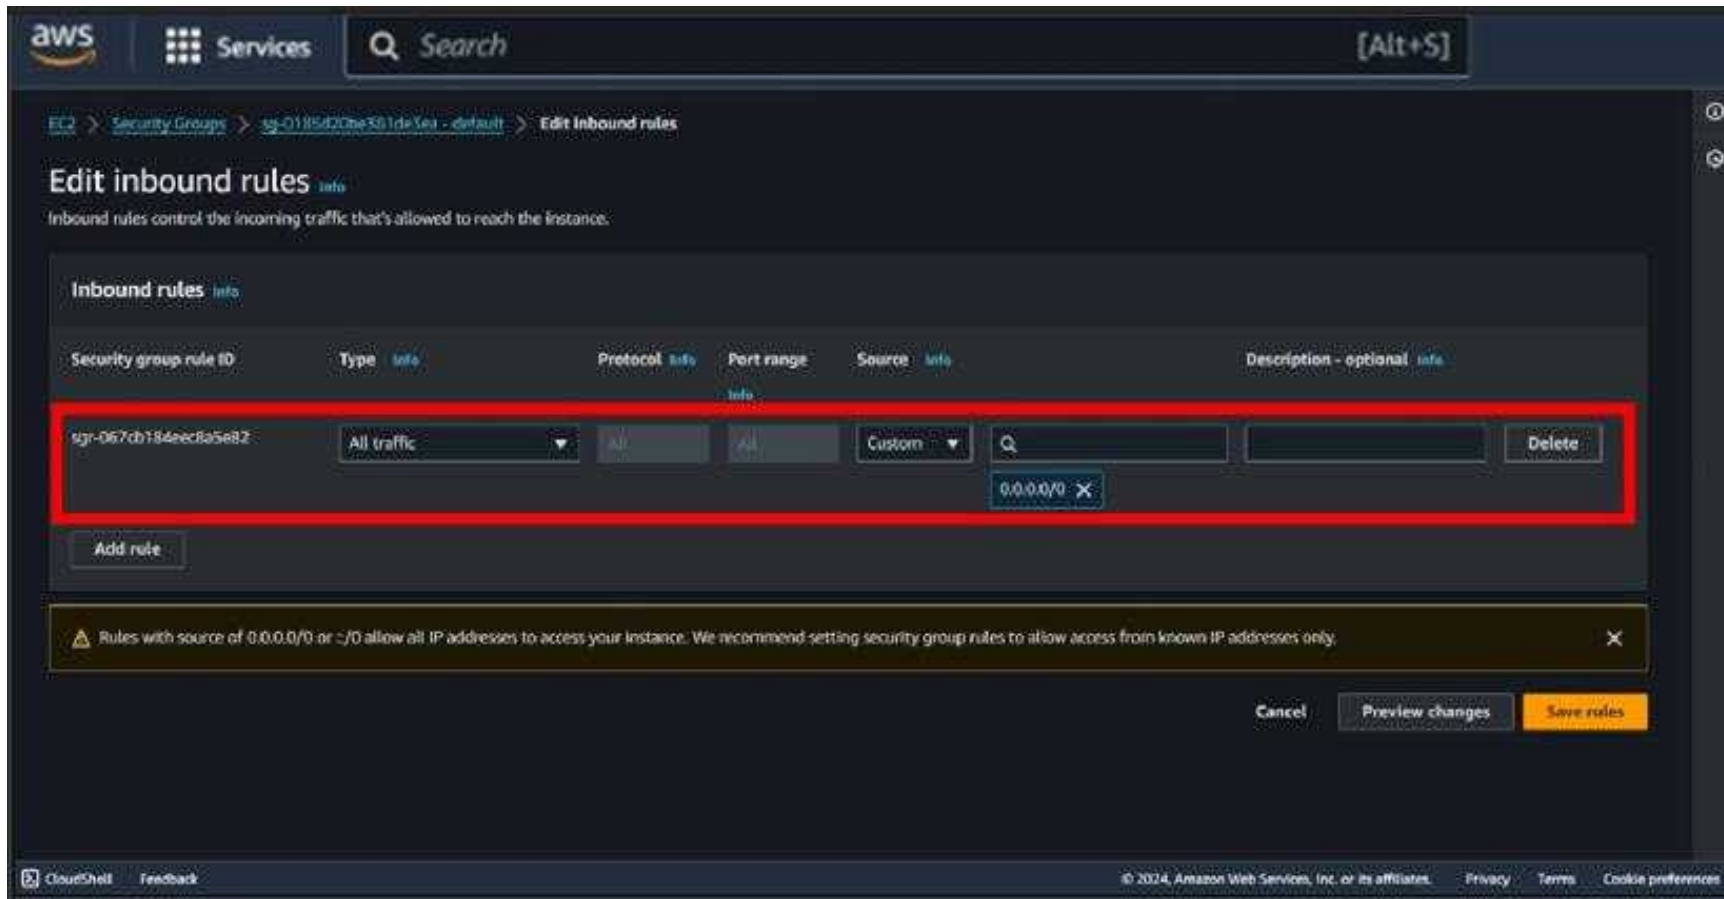 aws
Services
Search
[Alt+S]
EC2 > Security Groups > - default > Edit inbound rules
Edit inbound rules Info
Inbound rules control the incoming traffic that's allowed to reach the instance.
Inbound rules Info
Security group rule ID
Type Info
Protocol Info
Port range
Info
Source Info
Description - optional Info
sgr-067cb184eec8a5e82
All traffic
All
All
Custom
0.0.0.0/0
Delete
Add rule
Rules with source of 0.0.0.0/0 or ::/0 allow all IP addresses to access your instance. We recommend setting security group rules to allow access from known IP addresses only.
Cancel
Preview changes
Save rules
CloudShell
Feedback
© 2024, Amazon Web Services, Inc. or its affiliates.
Privacy
Terms
Cookie preferences